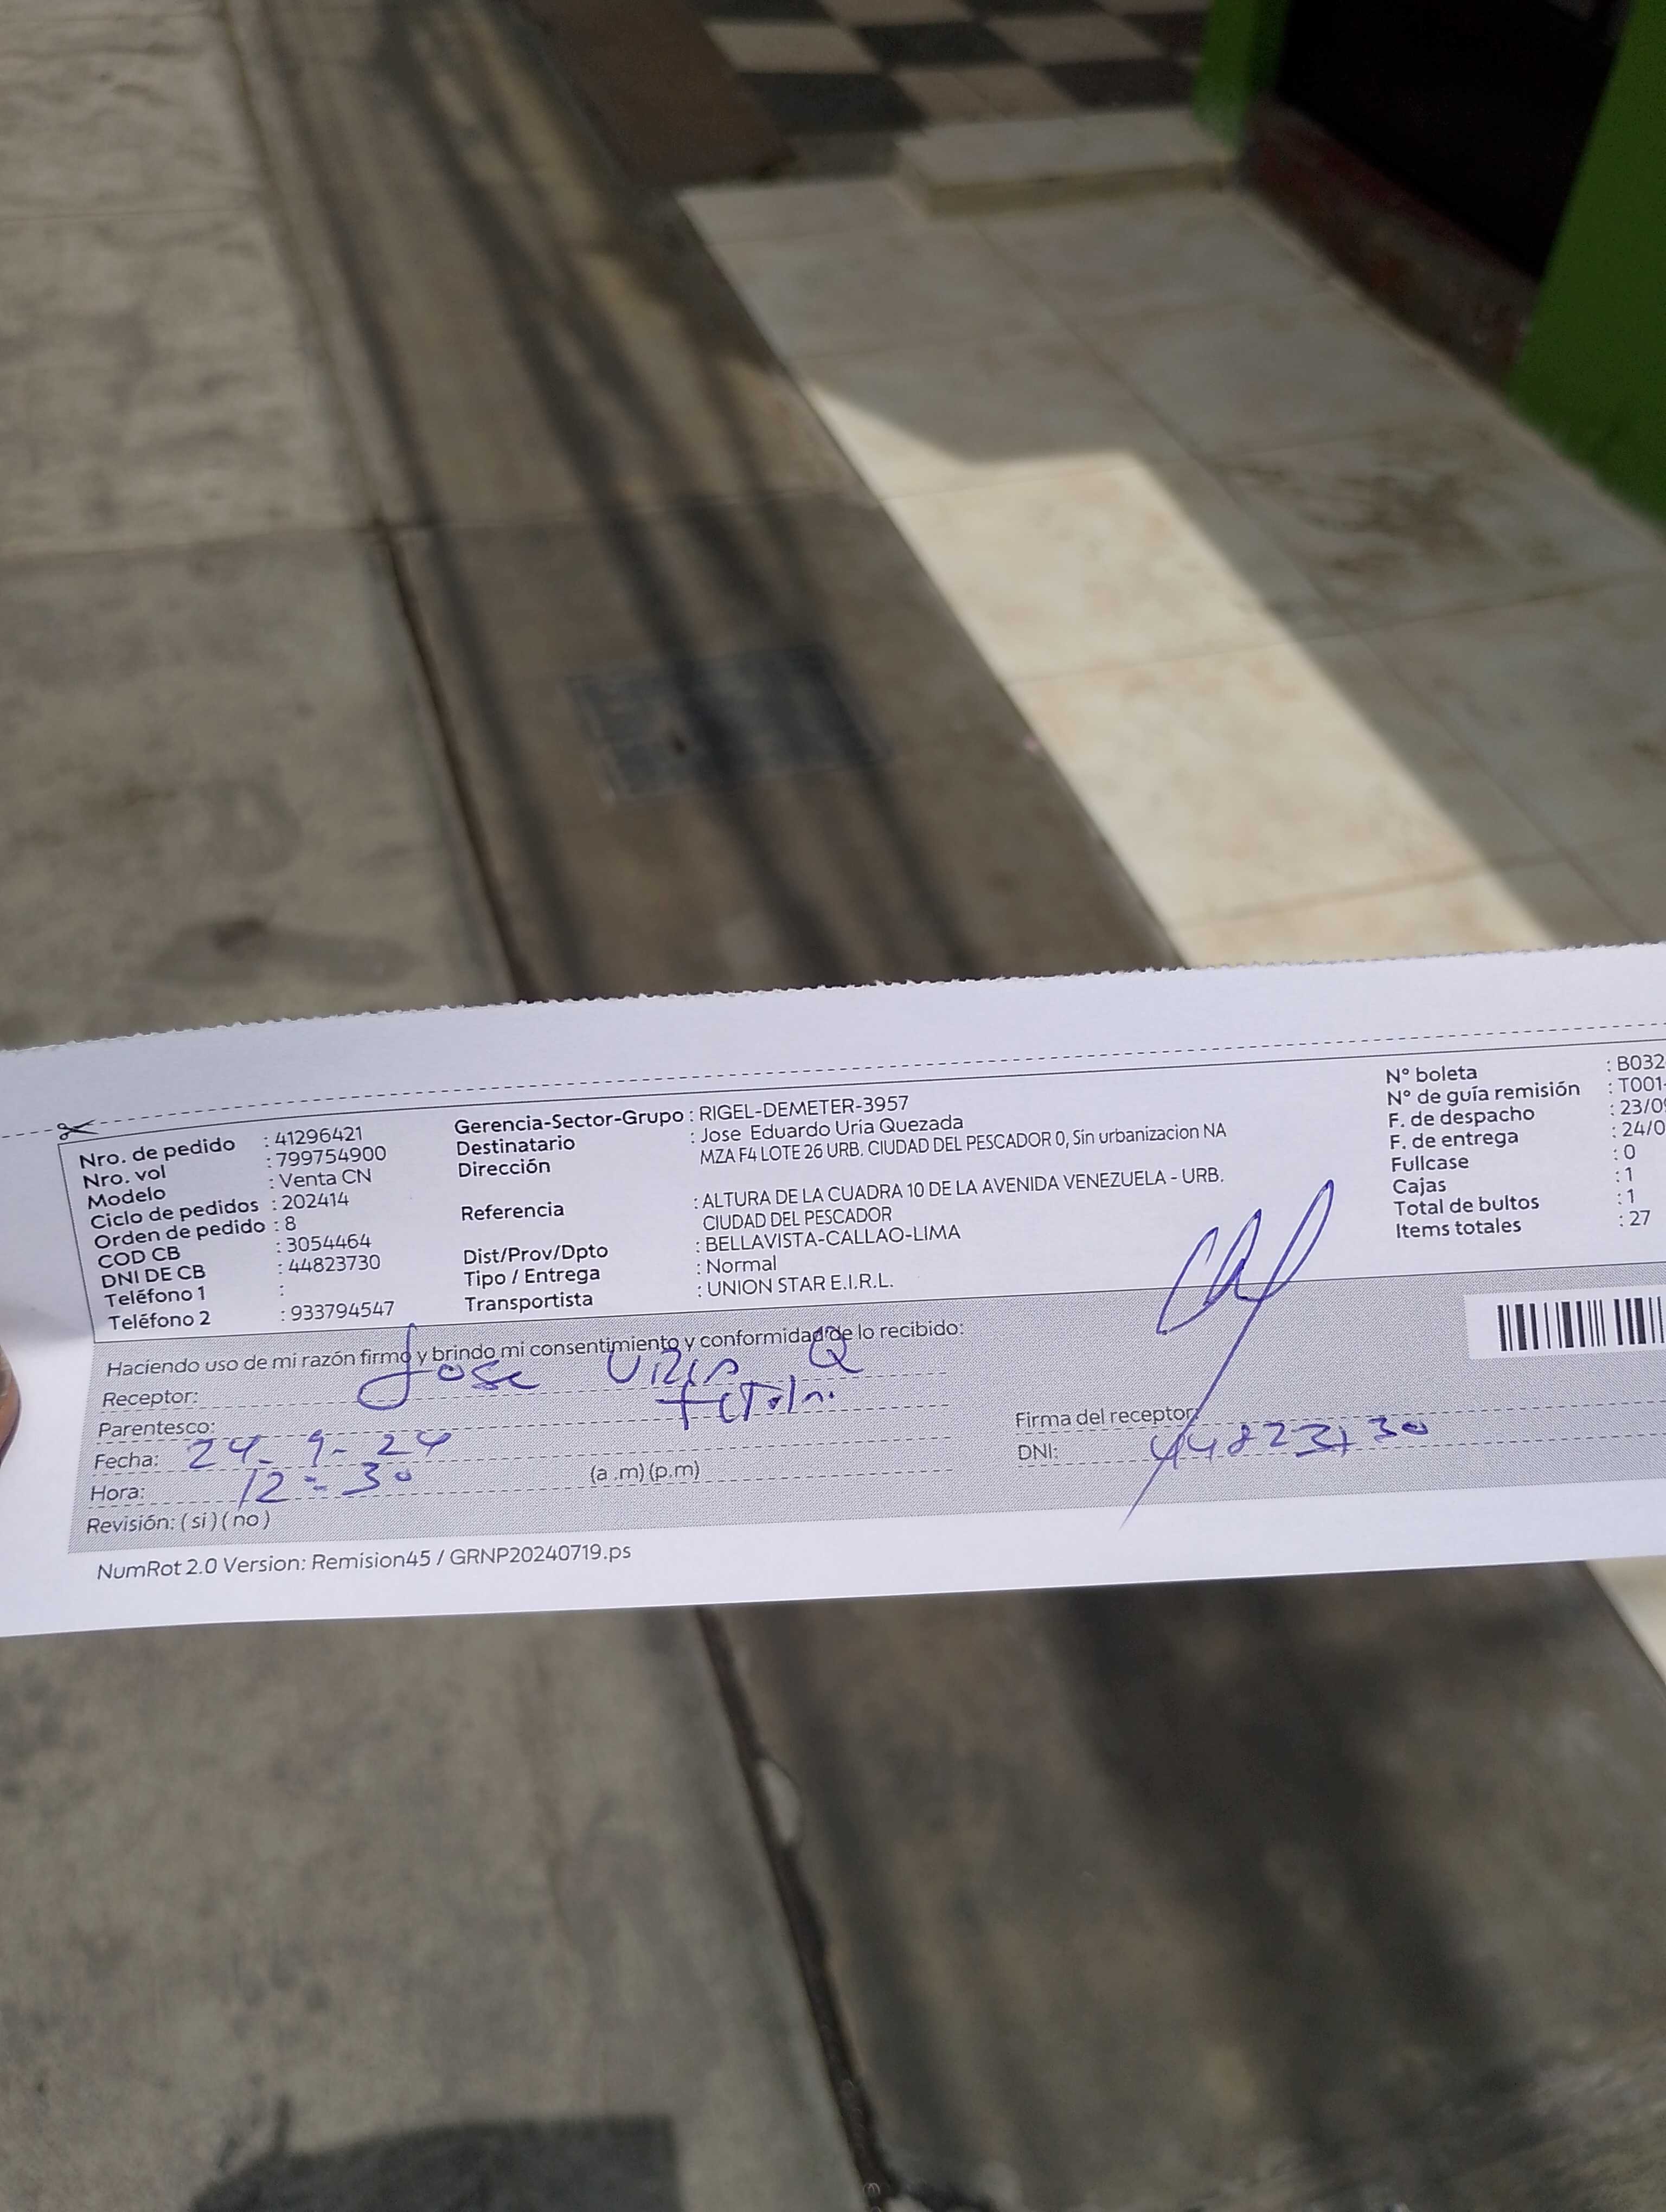 Nro. de pedido : 41296421
Nro. vol : 799754900
Modelo : Venta CN
Ciclo de pedidos : 202414
Orden de pedido : 8
COD CB : 3054464
DNI DE CB : 44823730
Teléfono 1 :
Teléfono 2 : 933794547
Gerencia-Sector-Grupo : RIGEL-DEMETER-3957
Destinatario : Jose Eduardo Uria Quezada
Dirección MZA F4 LOTE 26 URB. CIUDAD DEL PESCADOR 0, Sin urbanizacion NA
Referencia : ALTURA DE LA CUADRA 10 DE LA AVENIDA VENEZUELA - URB.
CIUDAD DEL PESCADOR
Dist/Prov/Dpto : BELLAVISTA-CALLAO-LIMA
Tipo / Entrega : Normal
Transportista : UNION STAR E.I.R.L.
N° boleta : B032
N° de guía remisión : T001-
F. de despacho : 23/09
F. de entrega : 24/0
Fullcase : 0
Cajas : 1
Total de bultos : 1
Items totales : 27
Haciendo uso de mi razón firmo y brindo mi consentimiento y conformidad de lo recibido:
Receptor: Jose Uria Q
Parentesco:
Fecha: 24-9-24
Hora: 12:30 (a .m) (p.m)
Revisión: ( si ) ( no )
Firma del receptor:
DNI: 44823730
NumRot 2.0 Version: Remision45 / GRNP20240719.ps